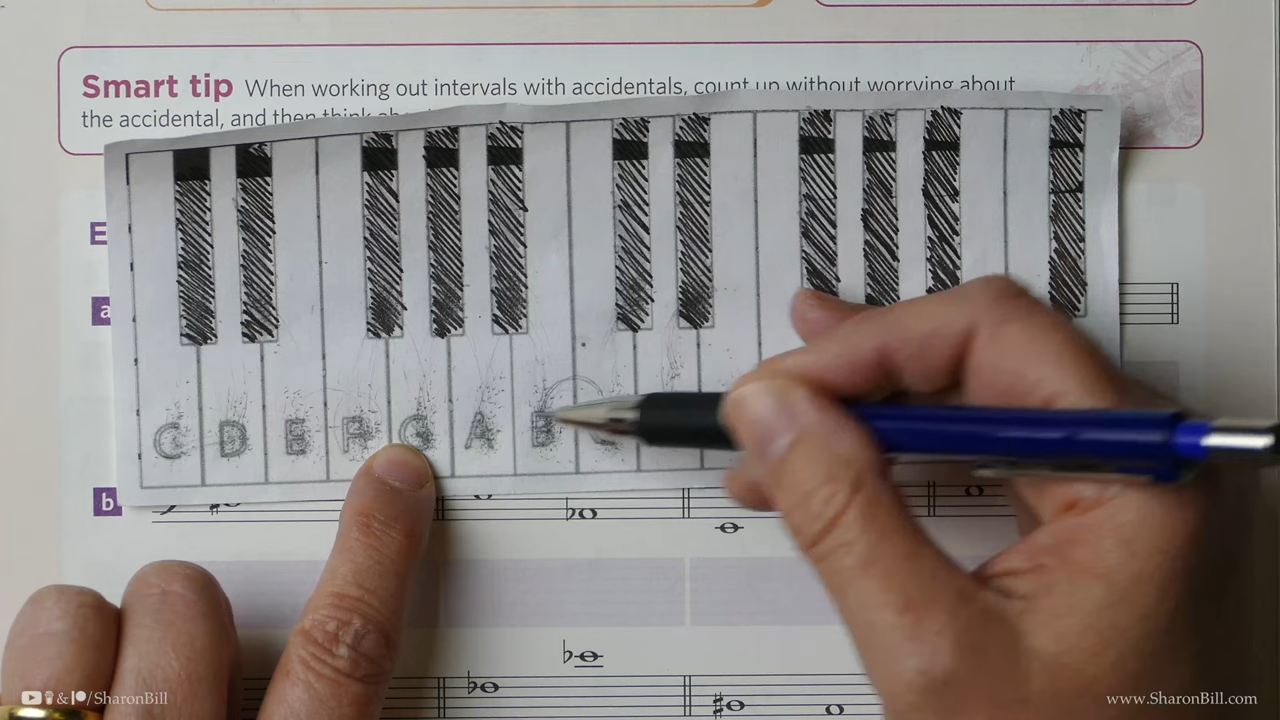 Smart tip When working out intervals with accidentals, count up without worrying about
the accidental, and then think
E
a
C D E F G A B
b
/SharonBill
www.SharonBill.com